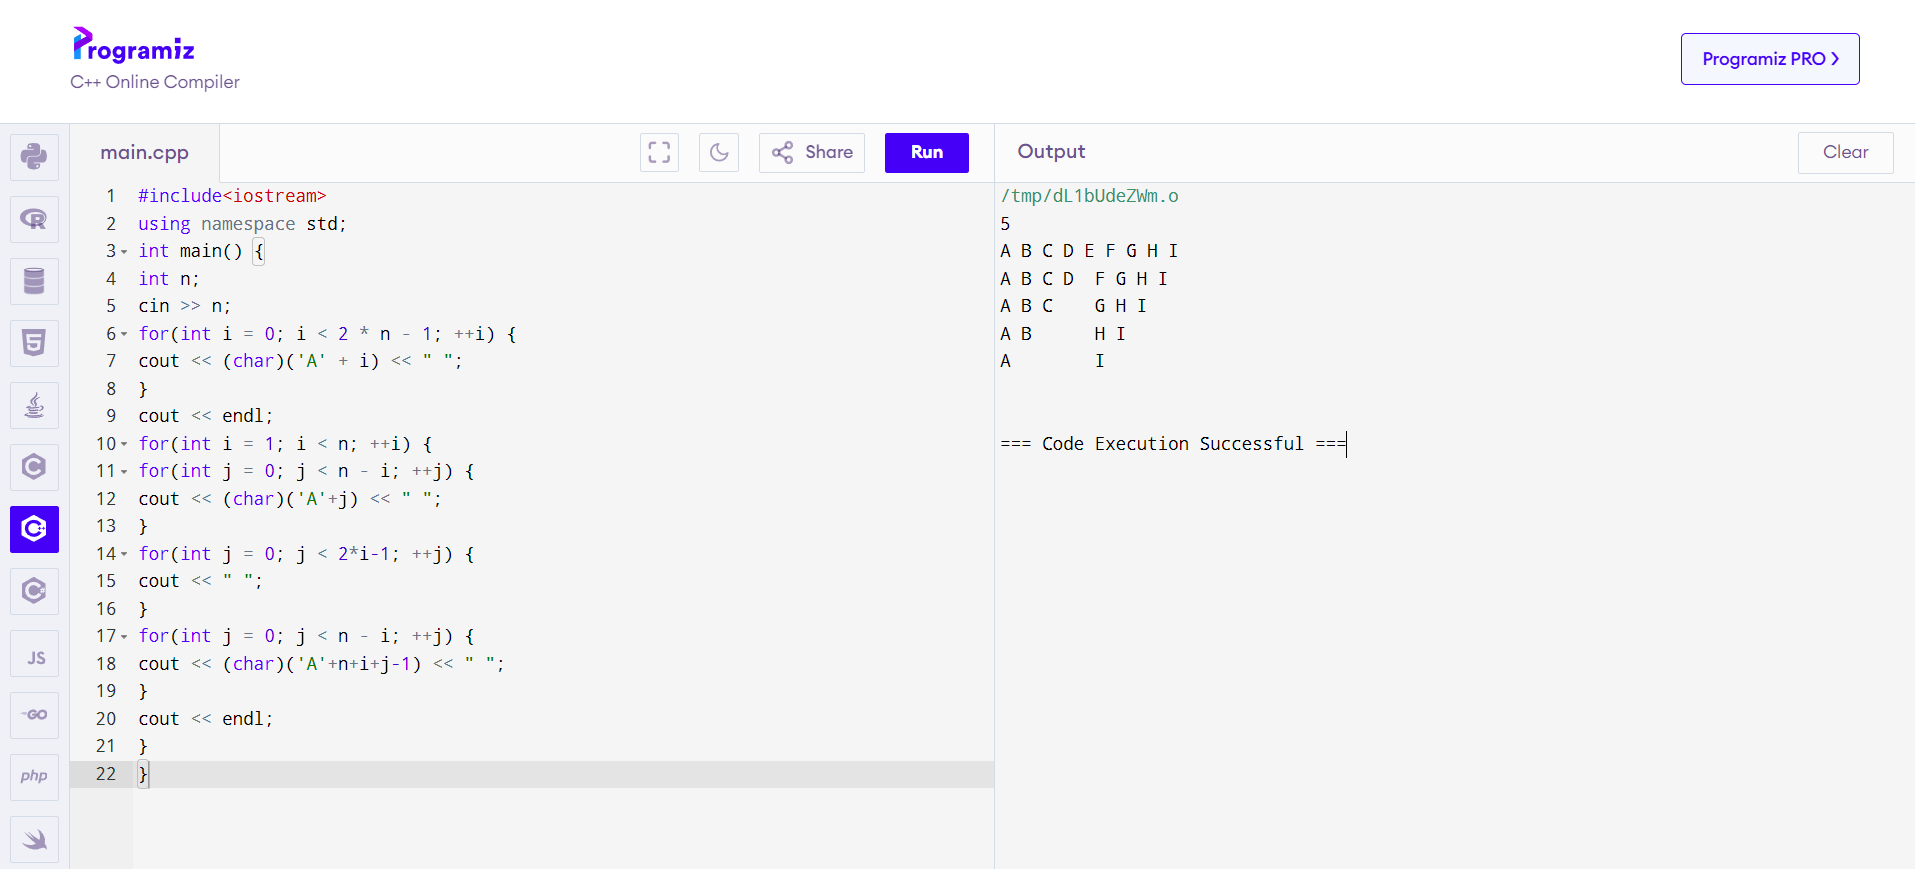 Programiz
C++ Online Compiler
Programiz PRO >
main.cpp
Share
Run
Output
Clear
1 #include<iostream>
2 using namespace std;
3 int main() {
4 int n;
5 cin >> n;
6 for(int i = 0; i < 2 * n - 1; ++i) {
7 cout << (char)('A' + i) << " ";
8 }
9 cout << endl;
10 for(int i = 1; i < n; ++i) {
11 for(int j = 0; j < n - i; ++j) {
12 cout << (char)('A'+j) << " ";
13 }
14 for(int j = 0; j < 2*i-1; ++j) {
15 cout << " ";
16 }
17 for(int j = 0; j < n - i; ++j) {
18 cout << (char)('A'+n+i+j-1) << " ";
19 }
20 cout << endl;
21 }
22 }
/tmp/dL1bUdeZWm.o
5
A B C D E F G H I
A B C D  F G H I
A B C    G H I
A B      H I
A        I
=== Code Execution Successful ===
R
5
C
C++
C
JS
GO
php